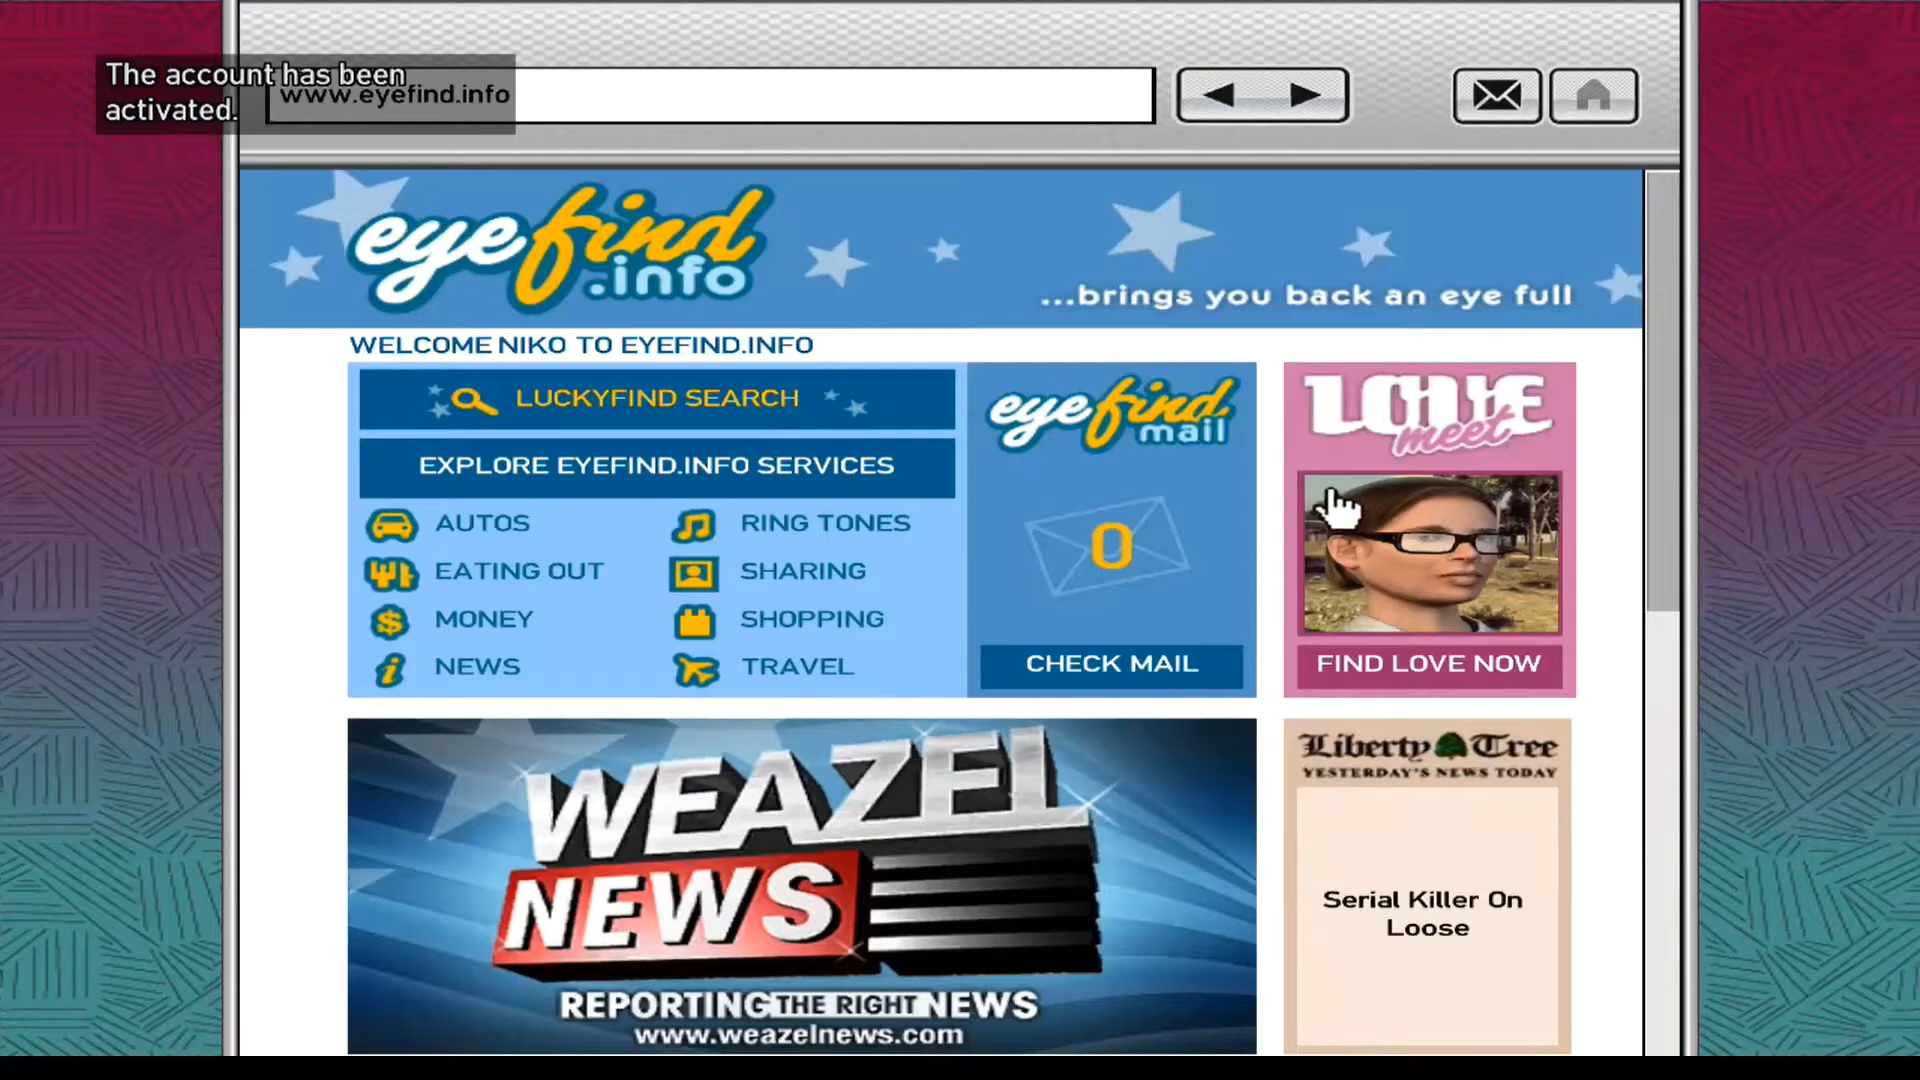 The account has been
activated.
www.eyefind.info
eyefind
.info
...brings you back an eye full
WELCOME NIKO TO EYEFIND.INFO
LUCKYFIND SEARCH
EXPLORE EYEFIND.INFO SERVICES
AUTOS
RING TONES
EATING OUT
SHARING
MONEY
SHOPPING
NEWS
TRAVEL
eyefind
mail
0
CHECK MAIL
LOVE
meet
FIND LOVE NOW
WEAZEL
NEWS
REPORTING THE RIGHT NEWS
www.weazelnews.com
Liberty Tree
YESTERDAY'S NEWS TODAY
Serial Killer On
Loose